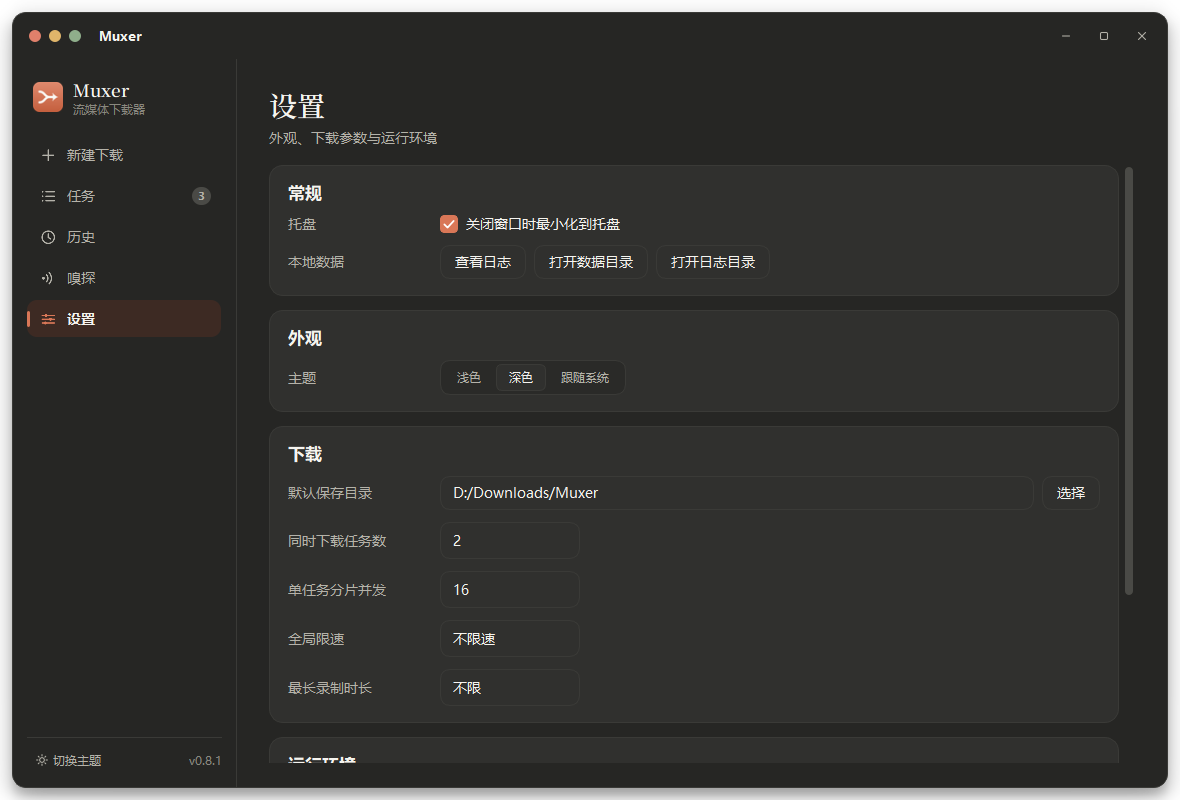 Muxer
Muxer
流媒体下载器
新建下载
任务 3
历史
嗅探
设置
切换主题 v0.8.1
设置
外观、下载参数与运行环境
常规
托盘 关闭窗口时最小化到托盘
本地数据 查看日志 打开数据目录 打开日志目录
外观
主题 浅色 深色 跟随系统
下载
默认保存目录 D:/Downloads/Muxer 选择
同时下载任务数 2
单任务分片并发 16
全局限速 不限速
最长录制时长 不限
运行环境